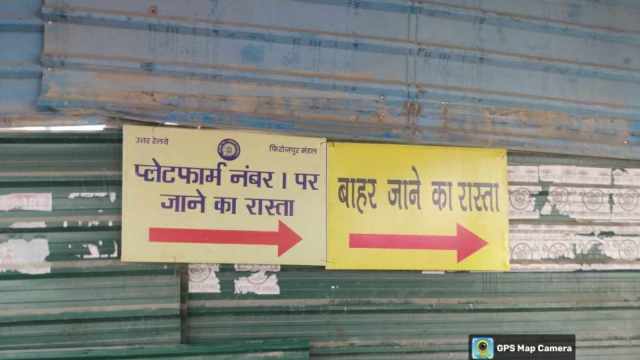 उत्तर रेलवे
फिरोजपुर मंडल
प्लेटफार्म नंबर 1 पर
जाने का रास्ता
बाहर जाने का रास्ता
GPS Map Camera